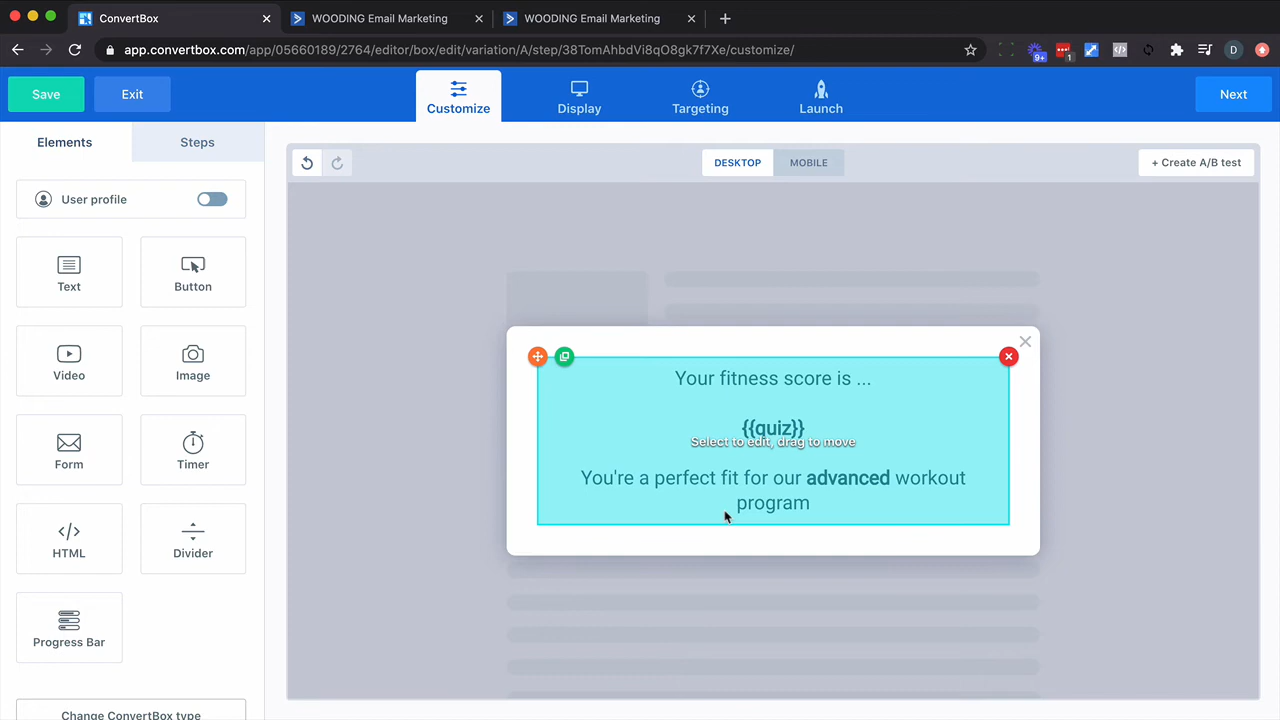 ConvertBox
WOODING Email Marketing
WOODING Email Marketing
app.convertbox.com/app/05660189/2764/editor/box/edit/variation/A/step/38TomAhbdVi8qO8gk7f7Xe/customize/
9+
1
D
Save
Exit
Customize
Display
Targeting
Launch
Next
Elements
Steps
DESKTOP
MOBILE
+ Create A/B test
User profile
Text
Button
Video
Image
Form
Timer
HTML
Divider
Progress Bar
Change ConvertBox type
Your fitness score is ...
{{quiz}}
Select to edit, drag to move
You're a perfect fit for our advanced workout
program